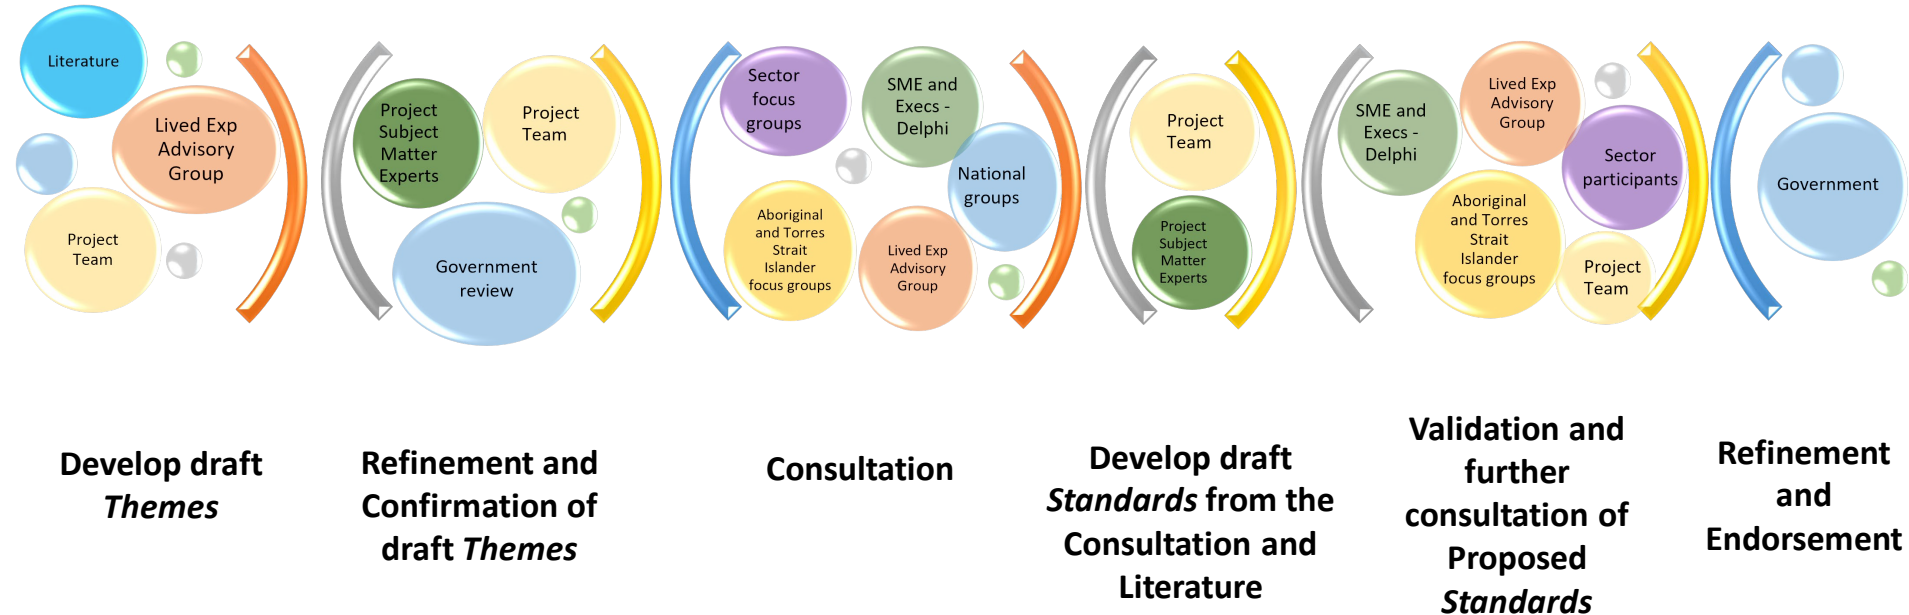 Literature
Lived Exp
Advisory
Group
Project
Team
Project
Subject
Matter
Experts
Project
Team
Government
review
Sector
focus
groups
SME and
Execs -
Delphi
National
groups
Aboriginal
and Torres
Strait
Islander
focus groups
Lived Exp
Advisory
Group
Project
Team
Project
Subject
Matter
Experts
SME and
Execs -
Delphi
Lived Exp
Advisory
Group
Sector
participants
Aboriginal
and Torres
Strait
Islander
focus groups
Project
Team
Government
Develop draft
Themes
Refinement and
Confirmation of
draft Themes
Consultation
Develop draft
Standards from the
Consultation and
Literature
Validation and
further
consultation of
Proposed
Standards
Refinement
and
Endorsement